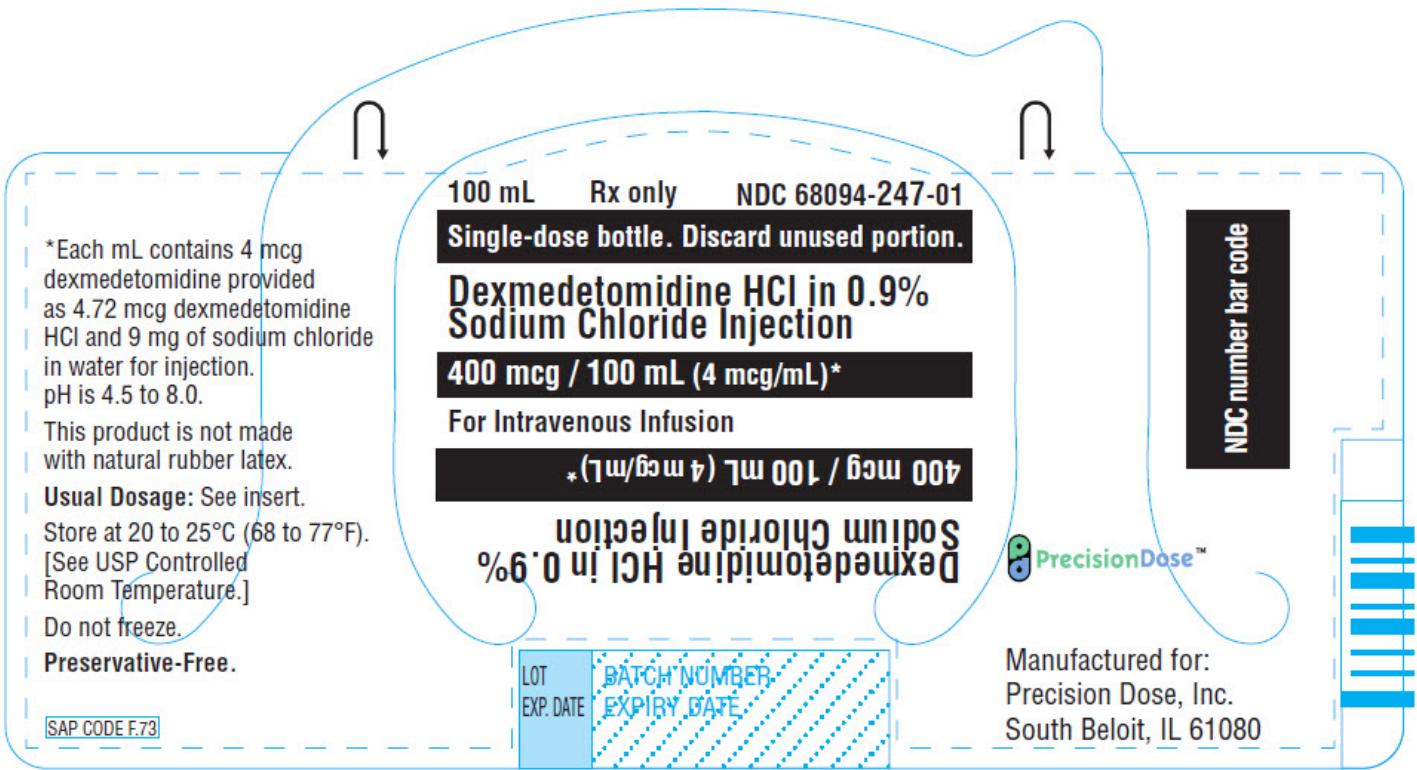 100 mL Rx only NDC 68094-247-01
Single-dose bottle. Discard unused portion.
Dexmedetomidine HCl in 0.9%
Sodium Chloride Injection
400 mcg / 100 mL (4 mcg/mL)*
For Intravenous Infusion
Dexmedetomidine HCl in 0.9%
Sodium Chloride Injection
400 mcg / 100 mL (4 mcg/mL)*
*Each mL contains 4 mcg
dexmedetomidine provided
as 4.72 mcg dexmedetomidine
HCl and 9 mg of sodium chloride
in water for injection.
pH is 4.5 to 8.0.
This product is not made
with natural rubber latex.
Usual Dosage: See insert.
Store at 20 to 25°C (68 to 77°F).
[See USP Controlled
Room Temperature.]
Do not freeze.
Preservative-Free.
SAP CODE F.73
LOT BATCH NUMBER
EXP. DATE EXPIRY DATE
NDC number bar code
PrecisionDose™
Manufactured for:
Precision Dose, Inc.
South Beloit, IL 61080